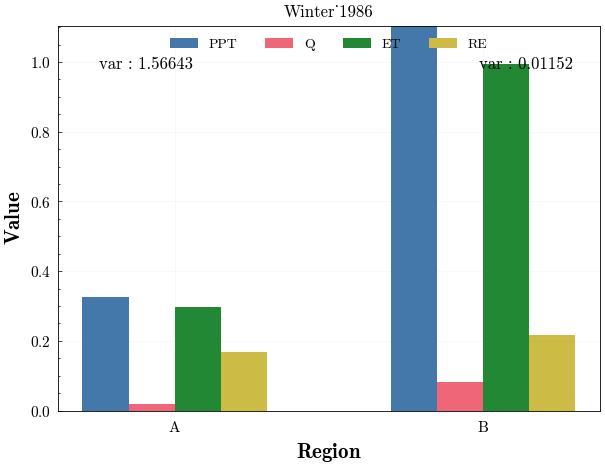 Winter˙1986
PPT Q ET RE
var : 1.56643 var : 0.01152
1.0
0.8
0.6
0.4
0.2
0.0
Value
A B
Region